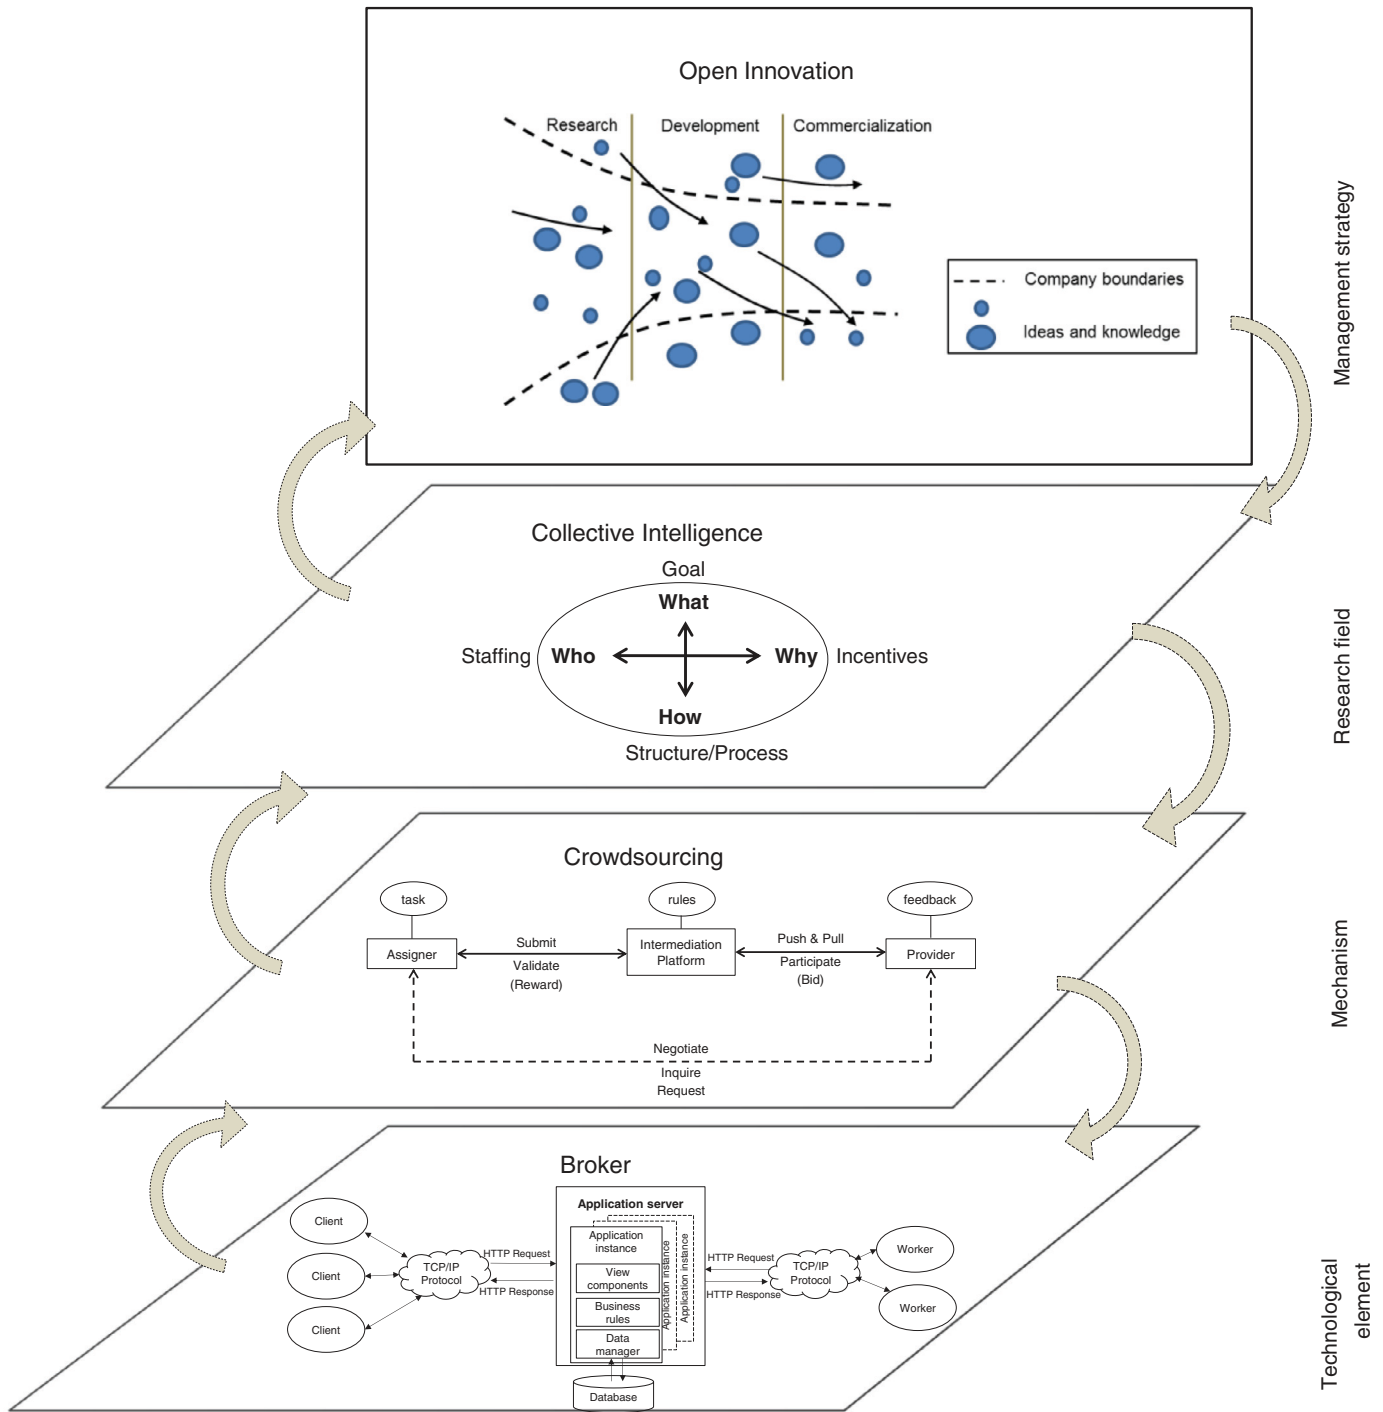 Open Innovation
Research
Development
Commercialization
Company boundaries
Ideas and knowledge
Management strategy
Collective Intelligence
Goal
What
Staffing
Who
Why
Incentives
How
Structure/Process
Research field
Crowdsourcing
task
rules
feedback
Assigner
Submit
Validate
(Reward)
Intermediation
Platform
Push & Pull
Participate
(Bid)
Provider
Negotiate
Inquire
Request
Mechanism
Broker
Application server
Client
Client
Client
TCP/IP
Protocol
HTTP Request
HTTP Response
Application
instance
View
components
Business
rules
Data
manager
Application instance
Application instance
Database
HTTP Request
HTTP Response
TCP/IP
Protocol
Worker
Worker
Technological
element